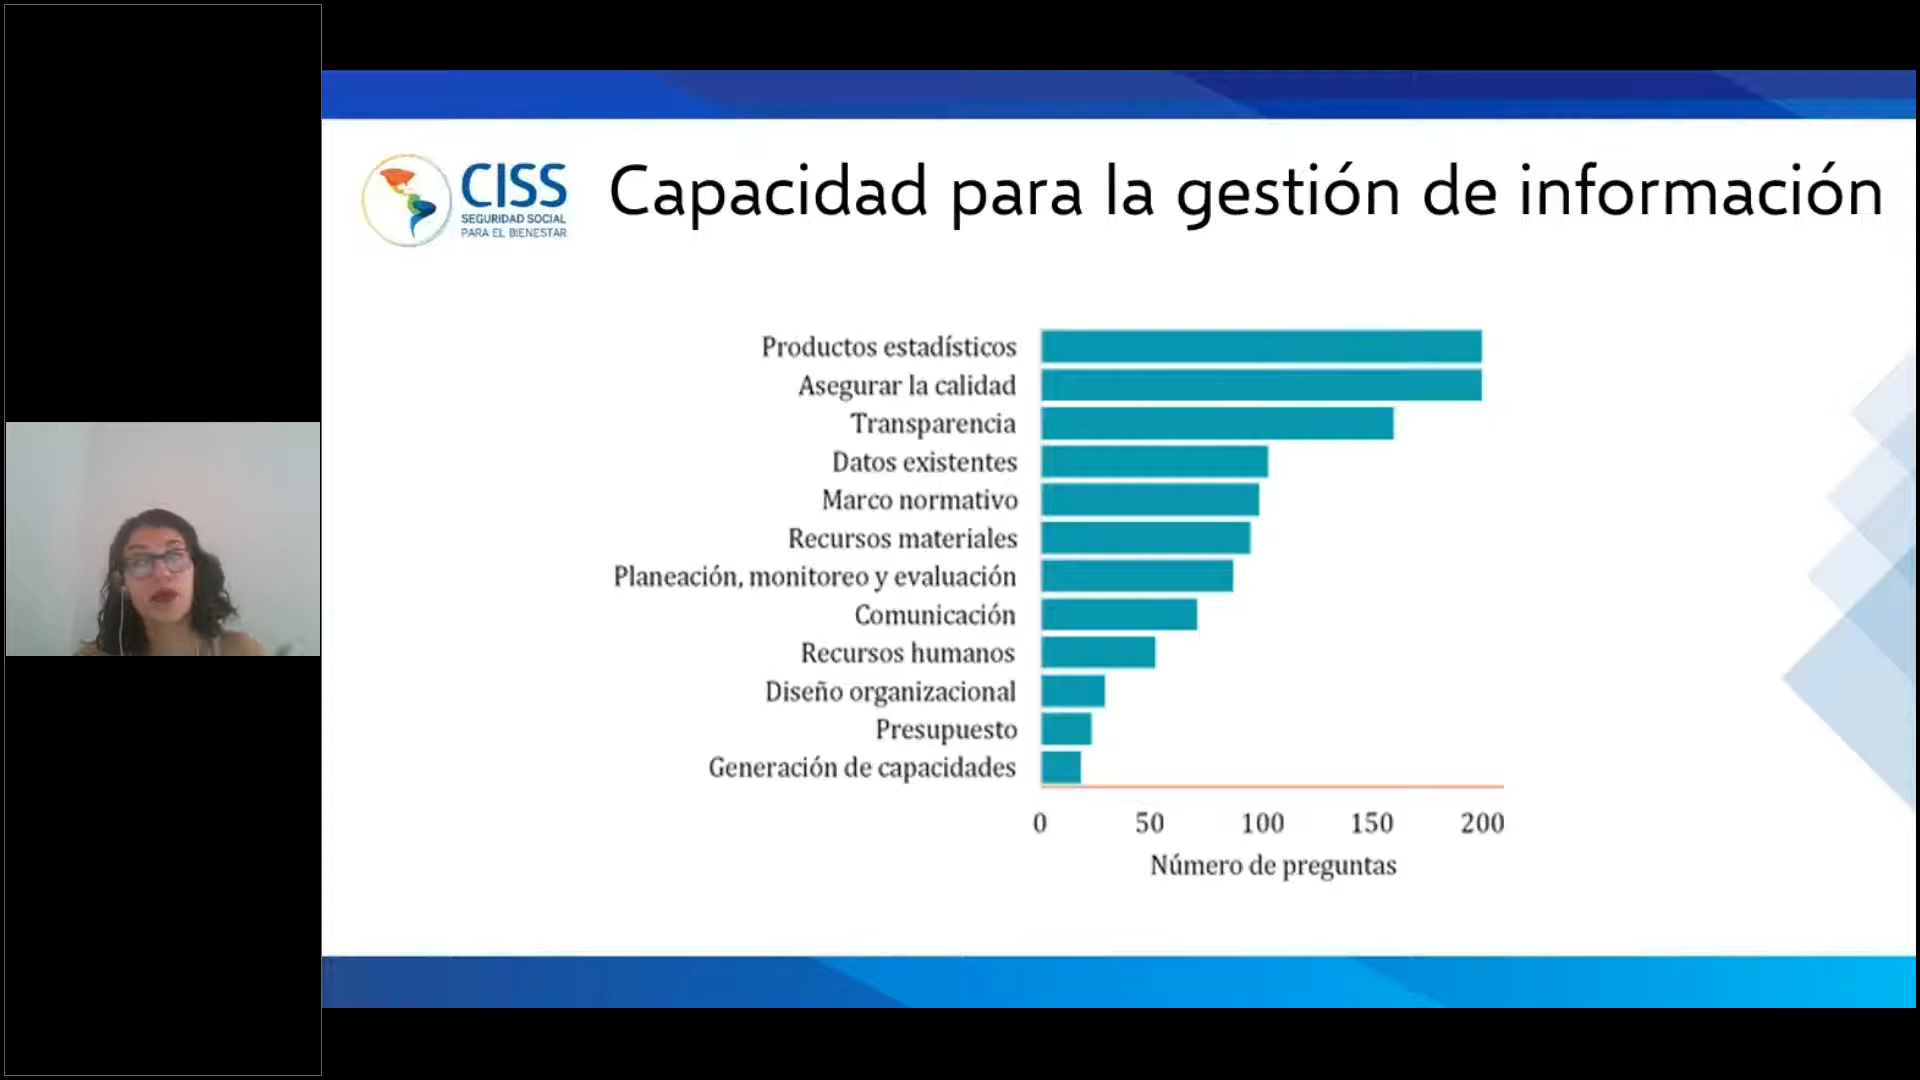 CISS
SEGURIDAD SOCIAL
PARA EL BIENESTAR
Capacidad para la gestión de información
Productos estadísticos
Asegurar la calidad
Transparencia
Datos existentes
Marco normativo
Recursos materiales
Planeación, monitoreo y evaluación
Comunicación
Recursos humanos
Diseño organizacional
Presupuesto
Generación de capacidades
0 50 100 150 200
Número de preguntas